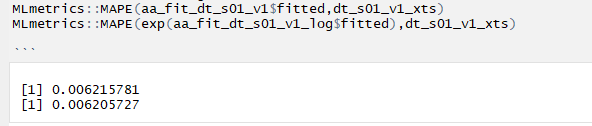 MLmetrics::MAPE(aa_fit_dt_s01_v1$fitted,dt_s01_v1_xts)
MLmetrics::MAPE(exp(aa_fit_dt_s01_v1_log$fitted),dt_s01_v1_xts)
```
[1] 0.006215781
[1] 0.006205727